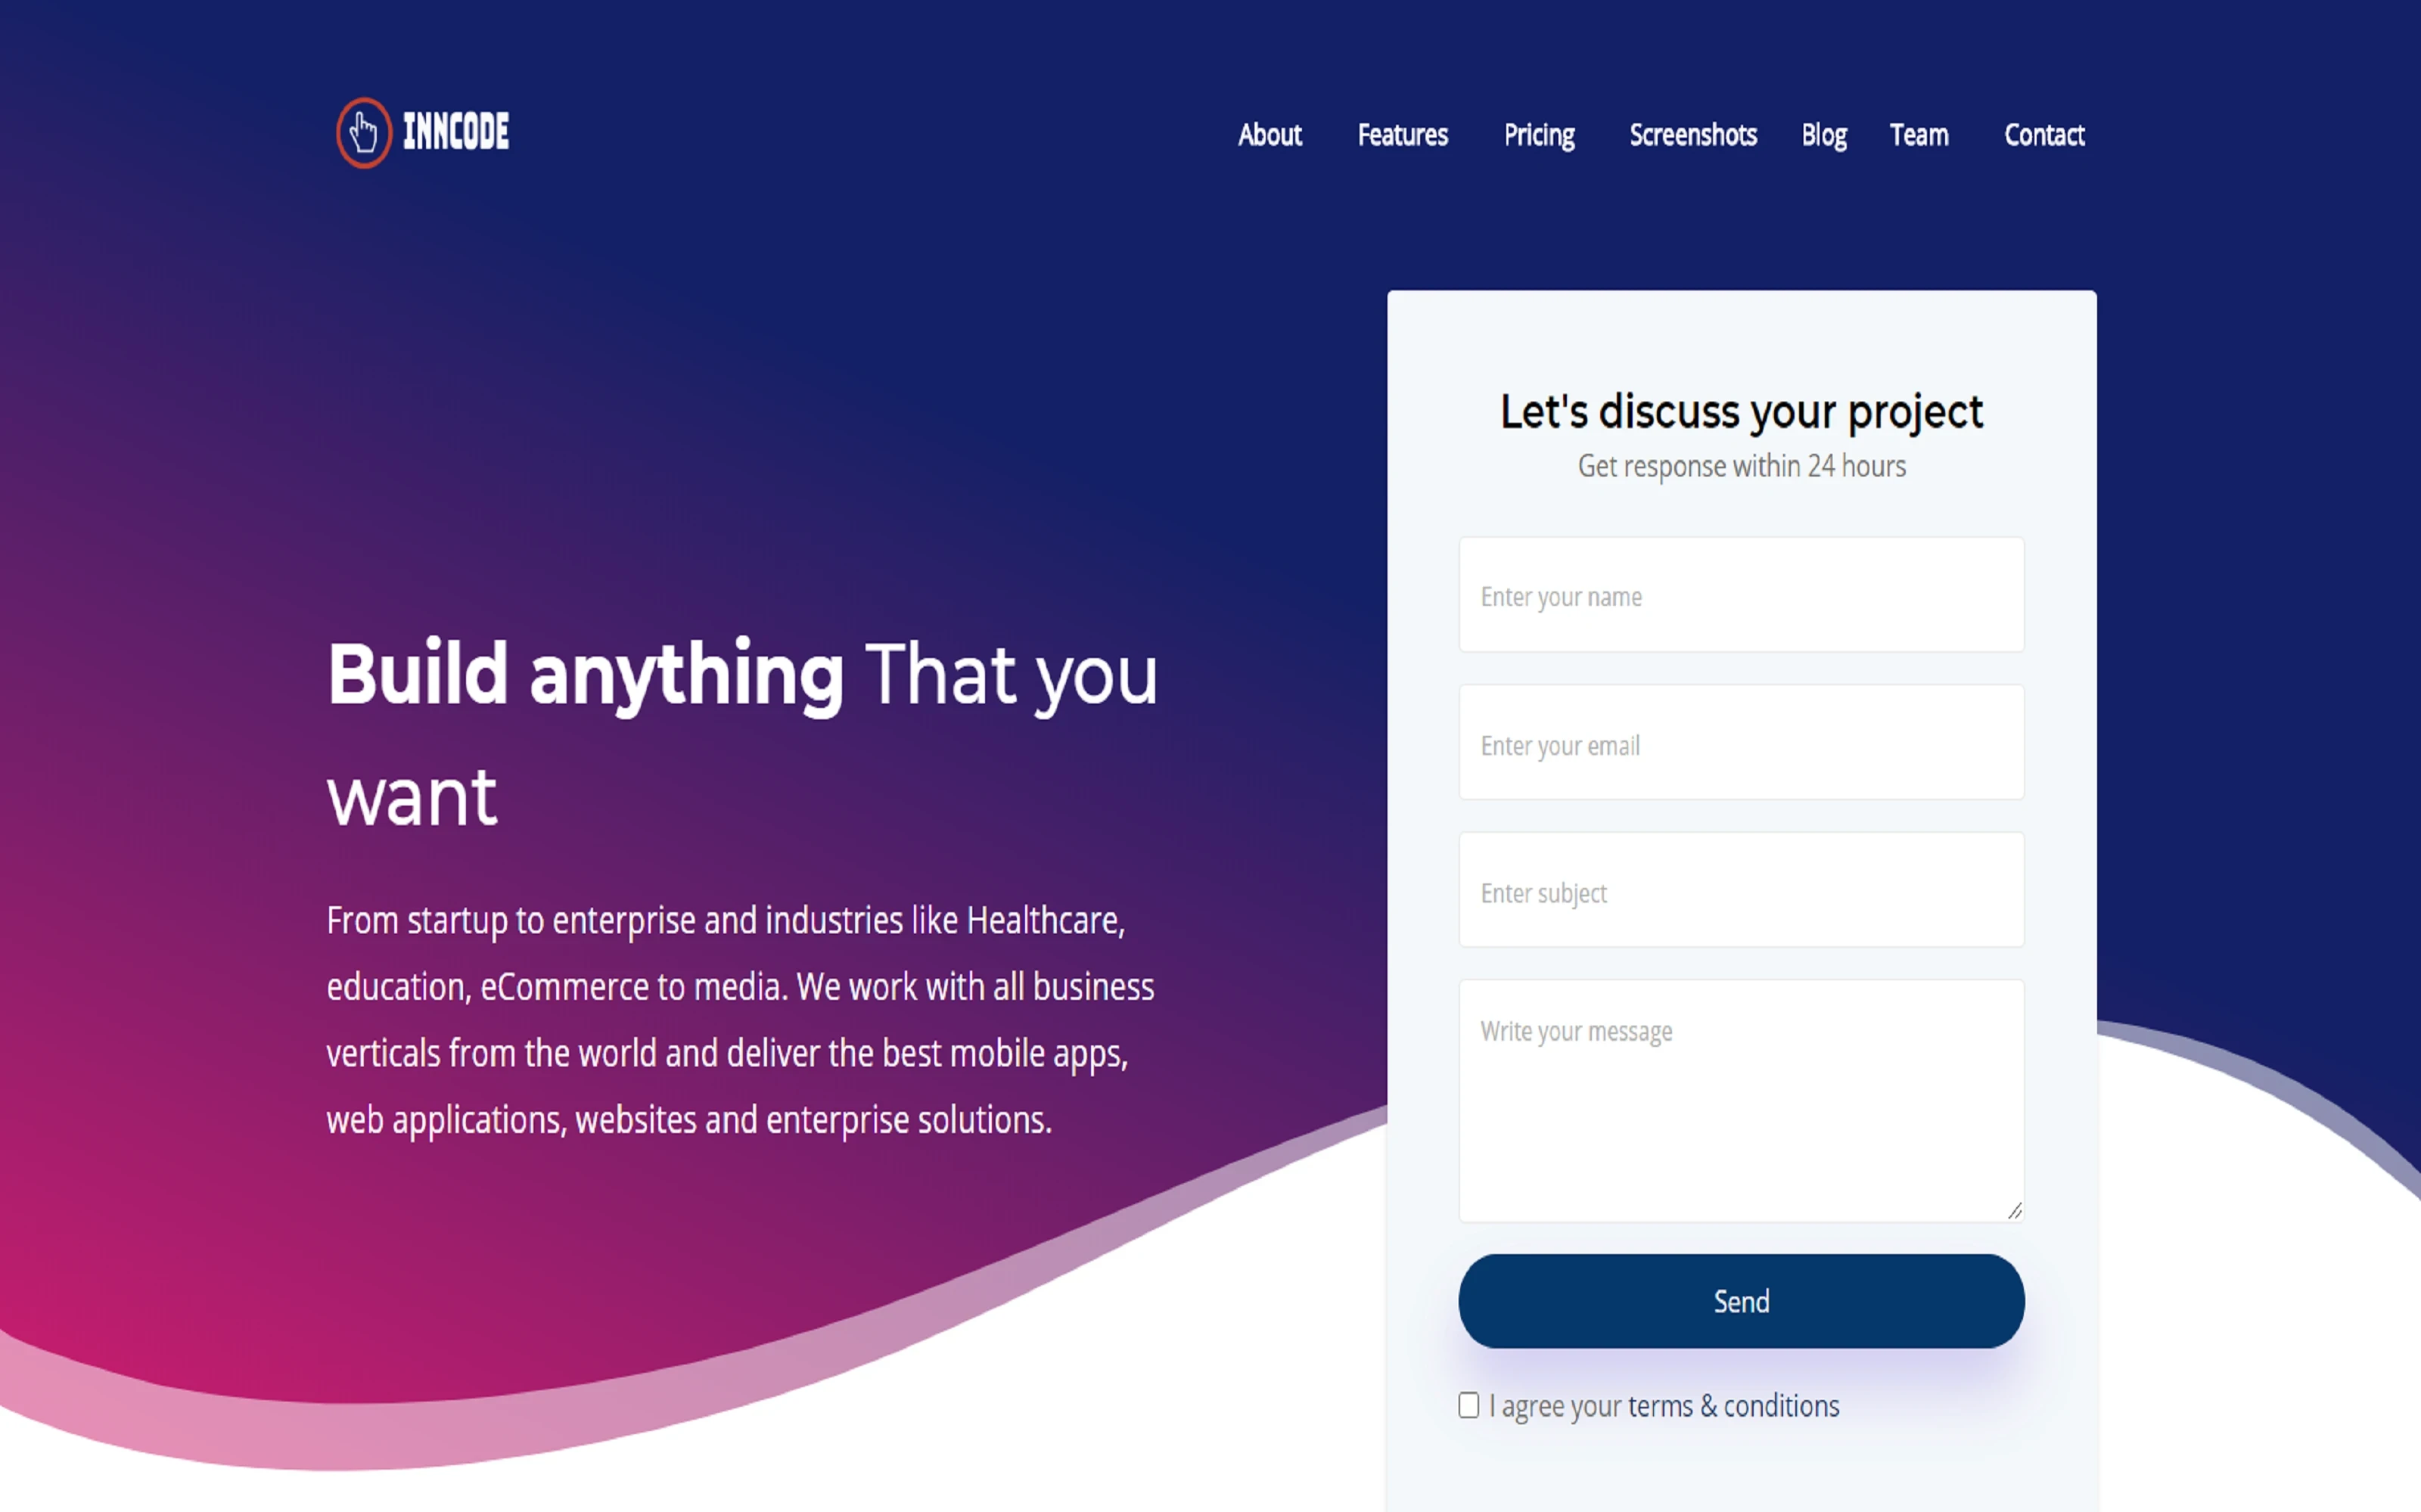 INNCODE
About Features Pricing Screenshots Blog Team Contact
Build anything That you
want
From startup to enterprise and industries like Healthcare,
education, eCommerce to media. We work with all business
verticals from the world and deliver the best mobile apps,
web applications, websites and enterprise solutions.
Let's discuss your project
Get response within 24 hours
Enter your name
Enter your email
Enter subject
Write your message
Send
I agree your terms & conditions